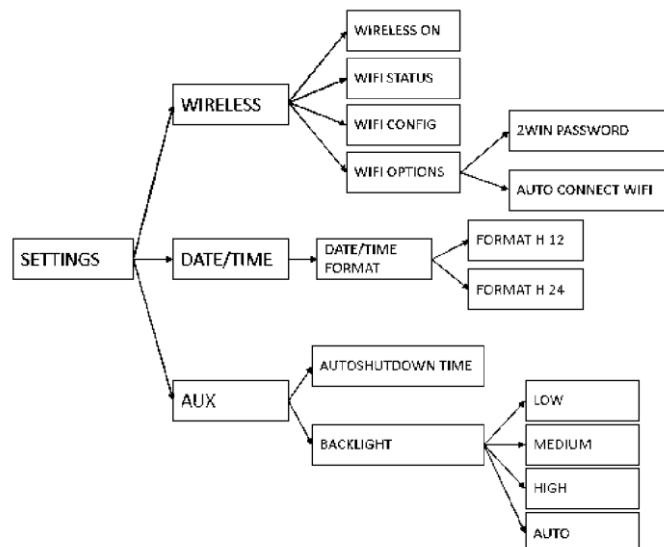 WIRELESS ON
WIFI STATUS
WIRELESS
WIFI CONFIG
WIFI OPTIONS
2WIN PASSWORD
AUTO CONNECT WIFI
SETTINGS
DATE/TIME
DATE/TIME
FORMAT
FORMAT H 12
FORMAT H 24
AUTOSHUTDOWN TIME
AUX
BACKLIGHT
LOW
MEDIUM
HIGH
AUTO